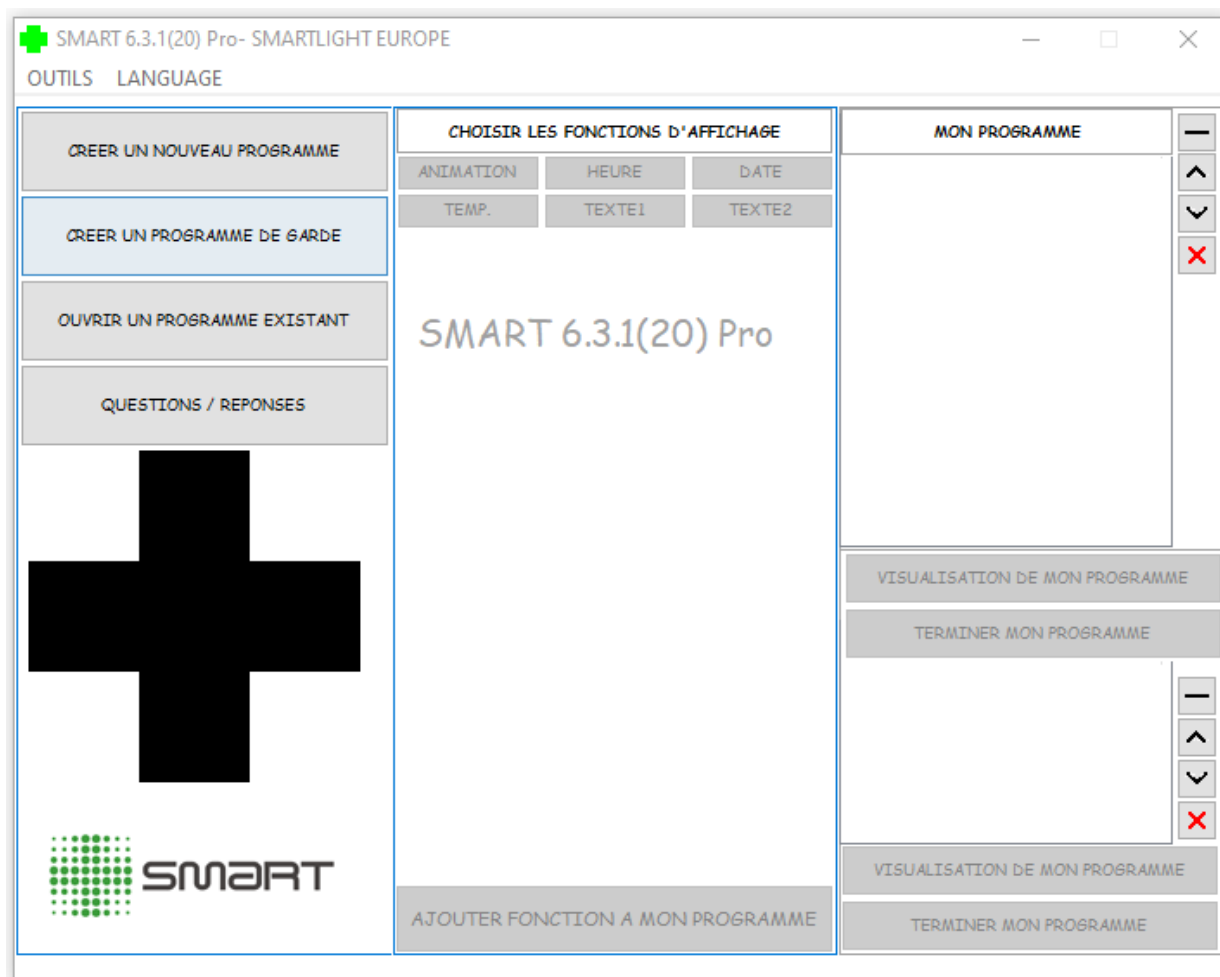 SMART 6.3.1(20) Pro- SMARTLIGHT EUROPE
OUTILS LANGUAGE
CREER UN NOUVEAU PROGRAMME
CREER UN PROGRAMME DE GARDE
OUVRIR UN PROGRAMME EXISTANT
QUESTIONS / REPONSES
SMART
CHOISIR LES FONCTIONS D'AFFICHAGE
ANIMATION HEURE DATE
TEMP. TEXTE1 TEXTE2
SMART 6.3.1(20) Pro
AJOUTER FONCTION A MON PROGRAMME
MON PROGRAMME
VISUALISATION DE MON PROGRAMME
TERMINER MON PROGRAMME
VISUALISATION DE MON PROGRAMME
TERMINER MON PROGRAMME